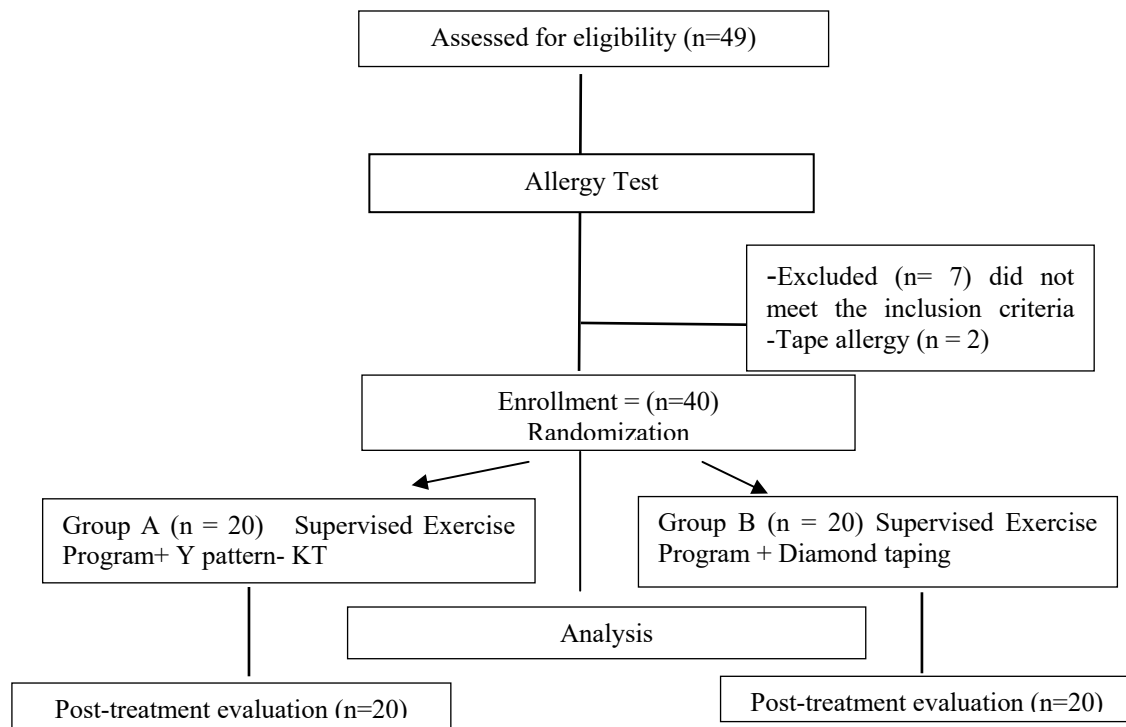 Assessed for eligibility (n=49)
Allergy Test
-Excluded (n= 7) did not
meet the inclusion criteria
-Tape allergy (n = 2)
Enrollment = (n=40)
Randomization
Group A (n = 20) Supervised Exercise
Program+ Y pattern- KT
Group B (n = 20) Supervised Exercise
Program + Diamond taping
Analysis
Post-treatment evaluation (n=20)
Post-treatment evaluation (n=20)